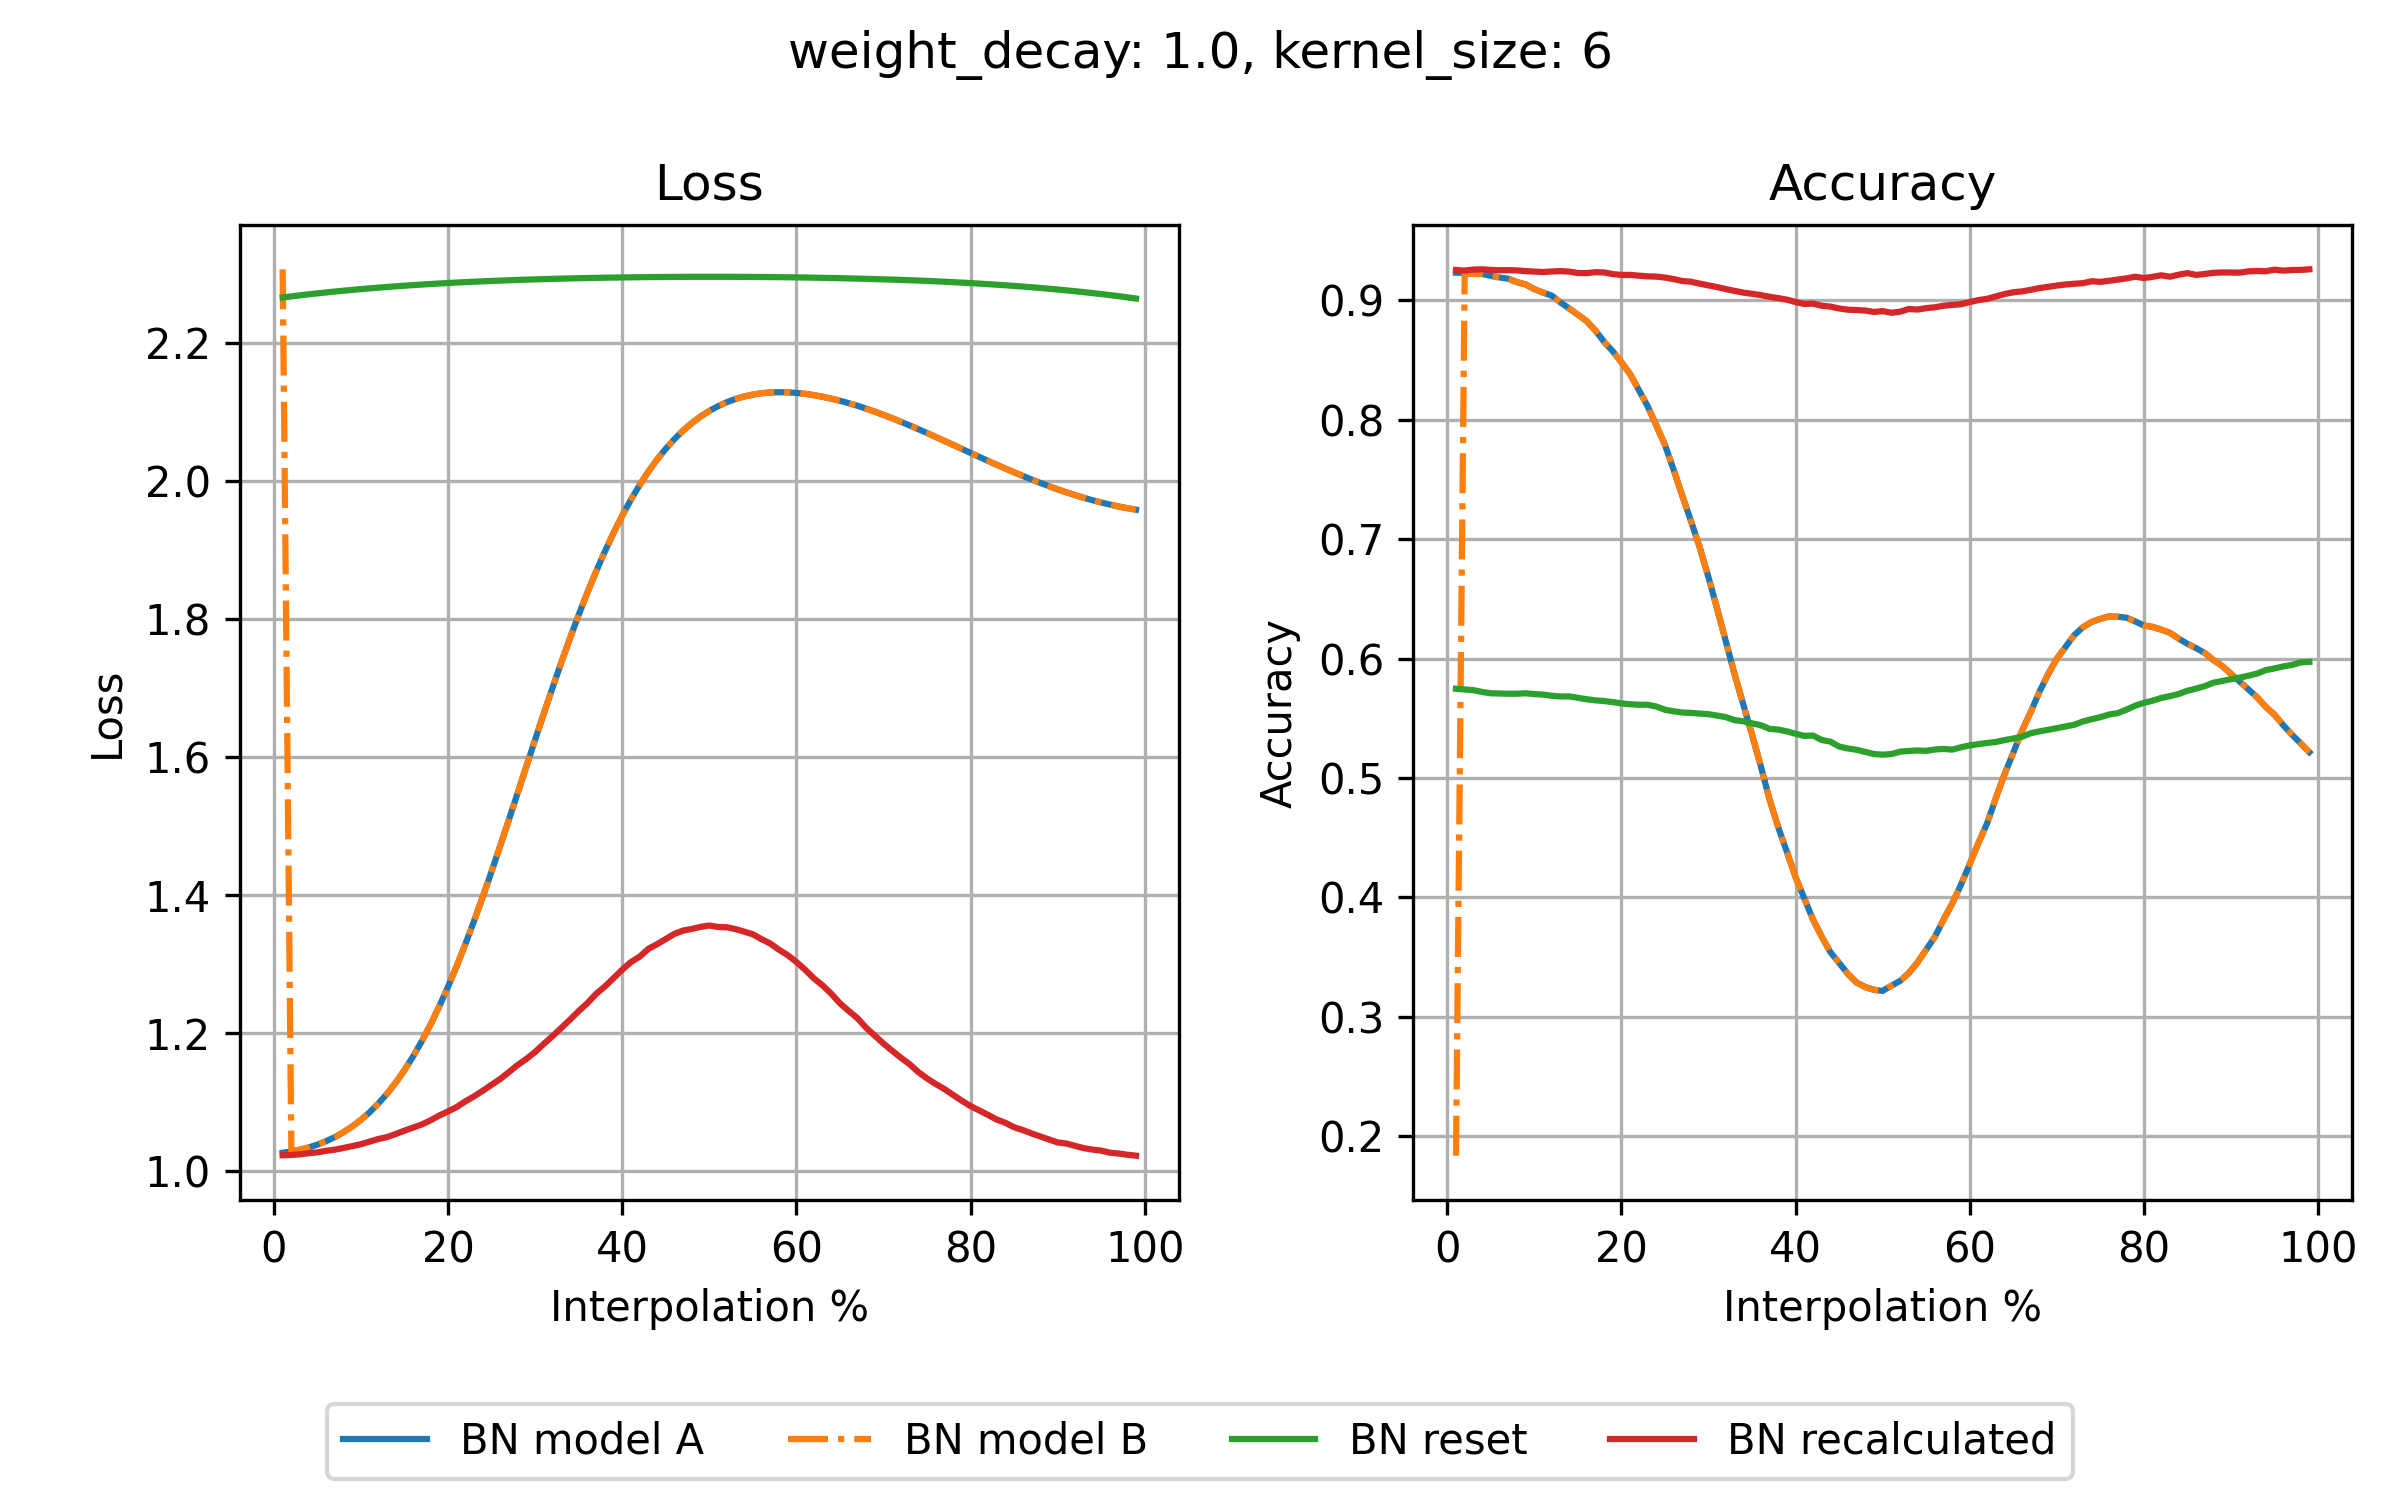 weight_decay: 1.0, kernel_size: 6
Loss
Loss
2.2
2.0
1.8
1.6
1.4
1.2
1.0
0 20 40 60 80 100
Interpolation %
Accuracy
Accuracy
0.9
0.8
0.7
0.6
0.5
0.4
0.3
0.2
0 20 40 60 80 100
Interpolation %
BN model A BN model B BN reset BN recalculated